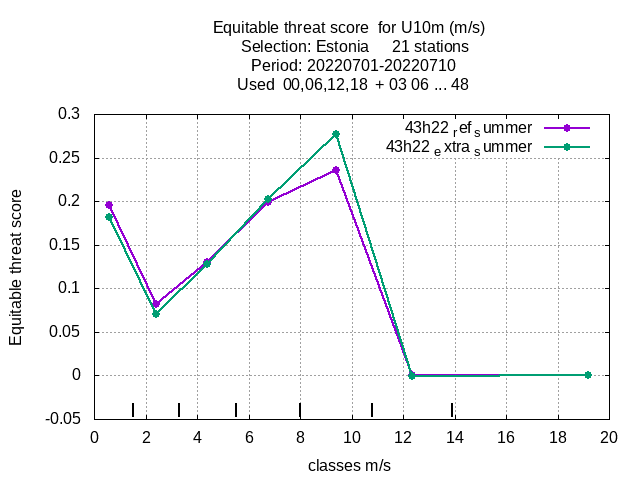 Equitable threat score  for U10m (m/s)
Selection: Estonia     21 stations
Period: 20220701-20220710
Used  00,06,12,18  + 03 06 ... 48
43h22 ref summer
43h22 extra summer
0.3
0.25
0.2
0.15
0.1
0.05
0
-0.05
Equitable threat score
0 2 4 6 8 10 12 14 16 18 20
classes m/s